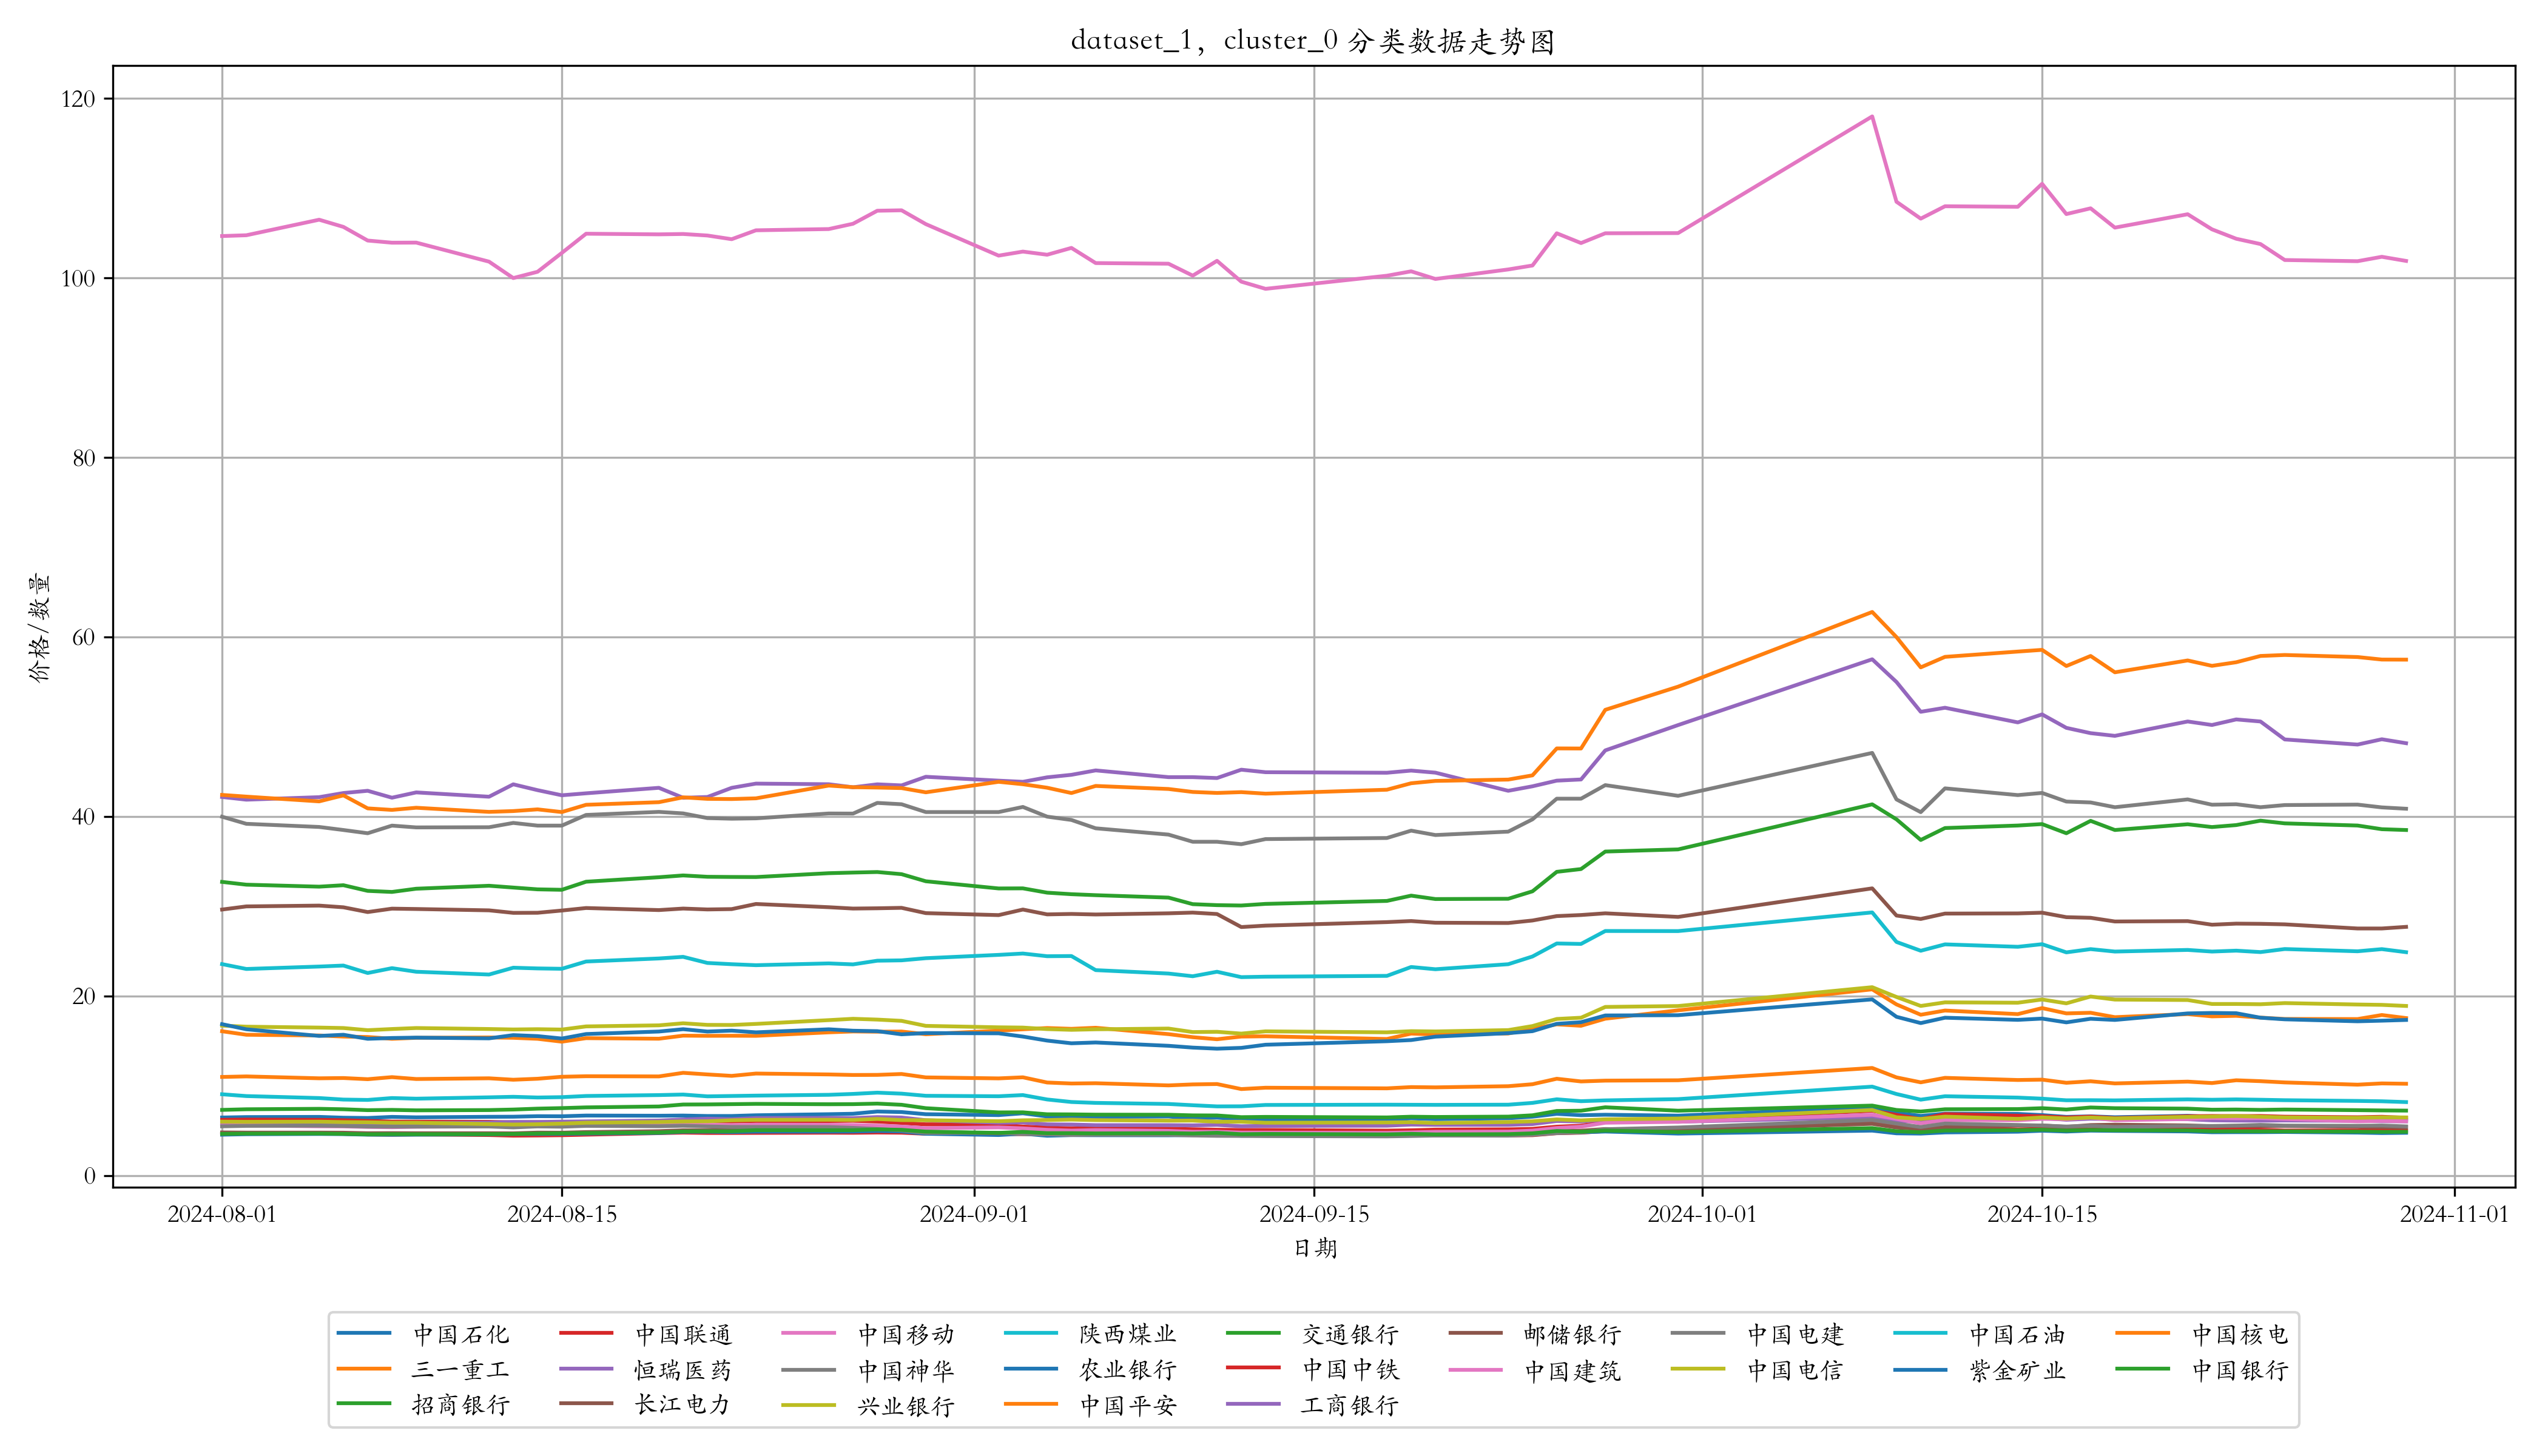 dataset_1，cluster_0 分类数据走势图
120
100
80
60
40
20
0
价格/数量
2024-08-01 2024-08-15 2024-09-01 2024-09-15 2024-10-01 2024-10-15 2024-11-01
日期
中国石化 中国联通 中国移动 陕西煤业 交通银行 邮储银行 中国电建 中国石油 中国核电
三一重工 恒瑞医药 中国神华 农业银行 中国中铁 中国建筑 中国电信 紫金矿业 中国银行
招商银行 长江电力 兴业银行 中国平安 工商银行